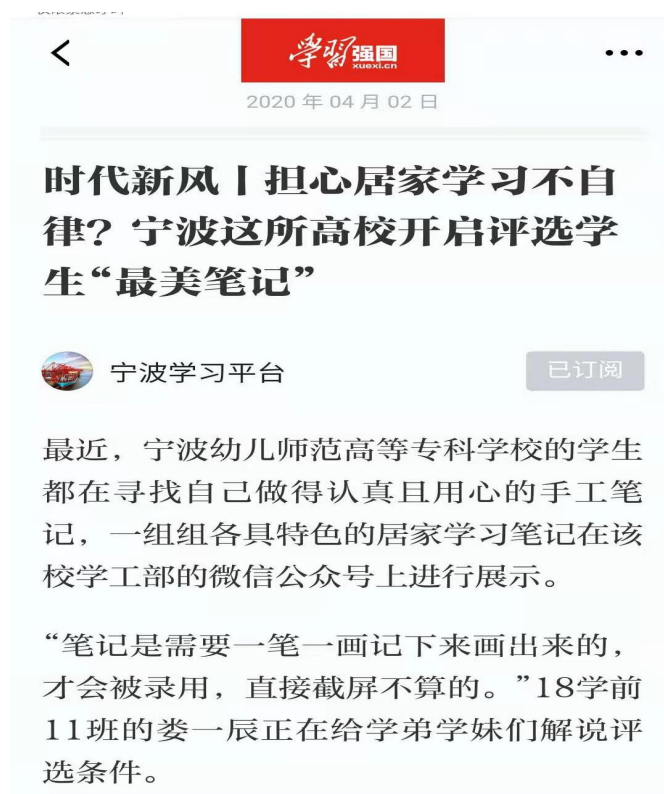 学习强国
xuexi.cn
2020 年 04 月 02 日
时代新风丨担心居家学习不自
律？宁波这所高校开启评选学
生“最美笔记”
宁波学习平台
已订阅
最近，宁波幼儿师范高等专科学校的学生
都在寻找自己做得认真且用心的手工笔
记，一组组各具特色的居家学习笔记在该
校学工部的微信公众号上进行展示。
“笔记是需要一笔一画记下来画出来的，
才会被录用，直接截屏不算的。”18学前
11班的娄一辰正在给学弟学妹们解说评
选条件。